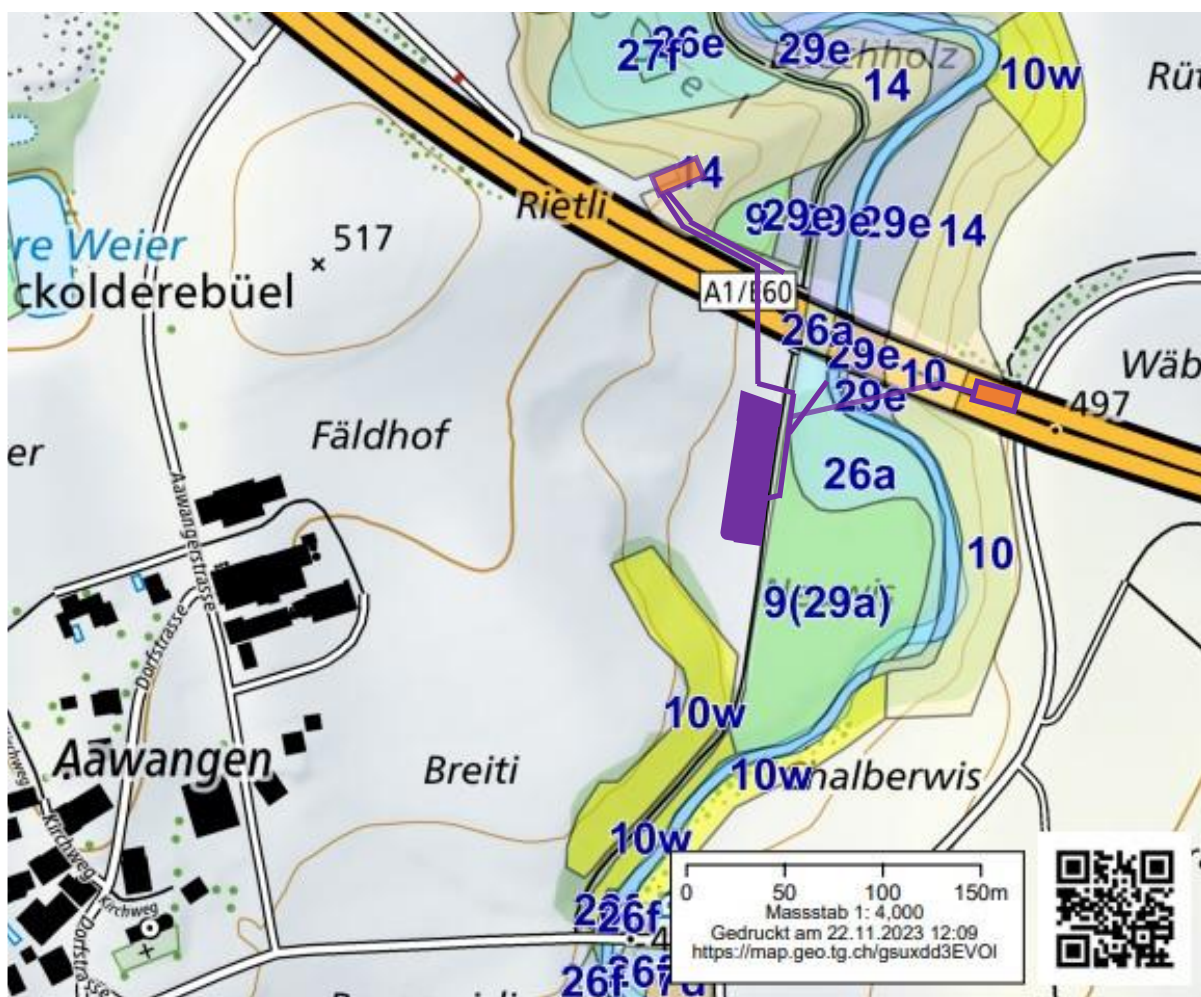 26e
27f
29e
14
10w
14
Rietli
9
29e
29e
29e
14
re Weier
517
ckolderebüel
A1/E60
26a
29e
10
29e
497
Fäldhof
er
26a
Aawangerstrasse
10
9(29a)
Dorfstrasse
10w
Aawangen
Breiti
10w
halberwis
Kirchweg
10w
Kirchweg
26f
Dorfstrasse
26f
0 50 100 150m
Massstab 1: 4,000
Gedruckt am 22.11.2023 12:09
https://map.geo.tg.ch/gsuxdd3EVOI